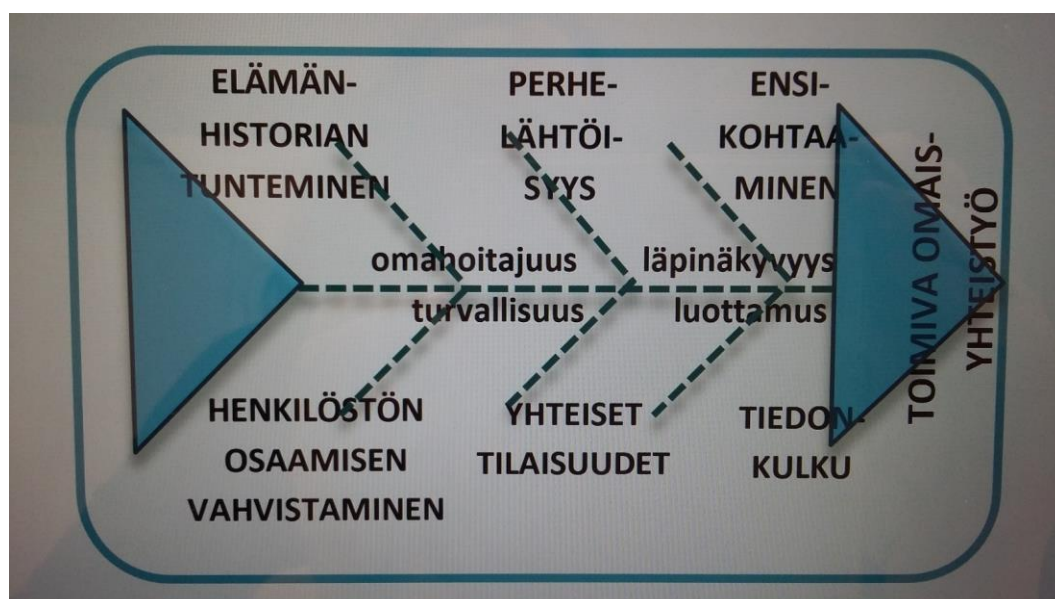 ELÄMÄN-
HISTORIAN
TUNTEMINEN
PERHE-
LÄHTÖI-
SYYS
ENSI-
KOHTAA-
MINEN
omahoitajuus
läpinäkyvyys
turvallisuus
luottamus
HENKILÖSTÖN
OSAAMISEN
VAHVISTAMINEN
YHTEISET
TILAISUUDET
TIEDON-
KULKU
TOIMIVA OMAIS-
YHTEISTYÖ